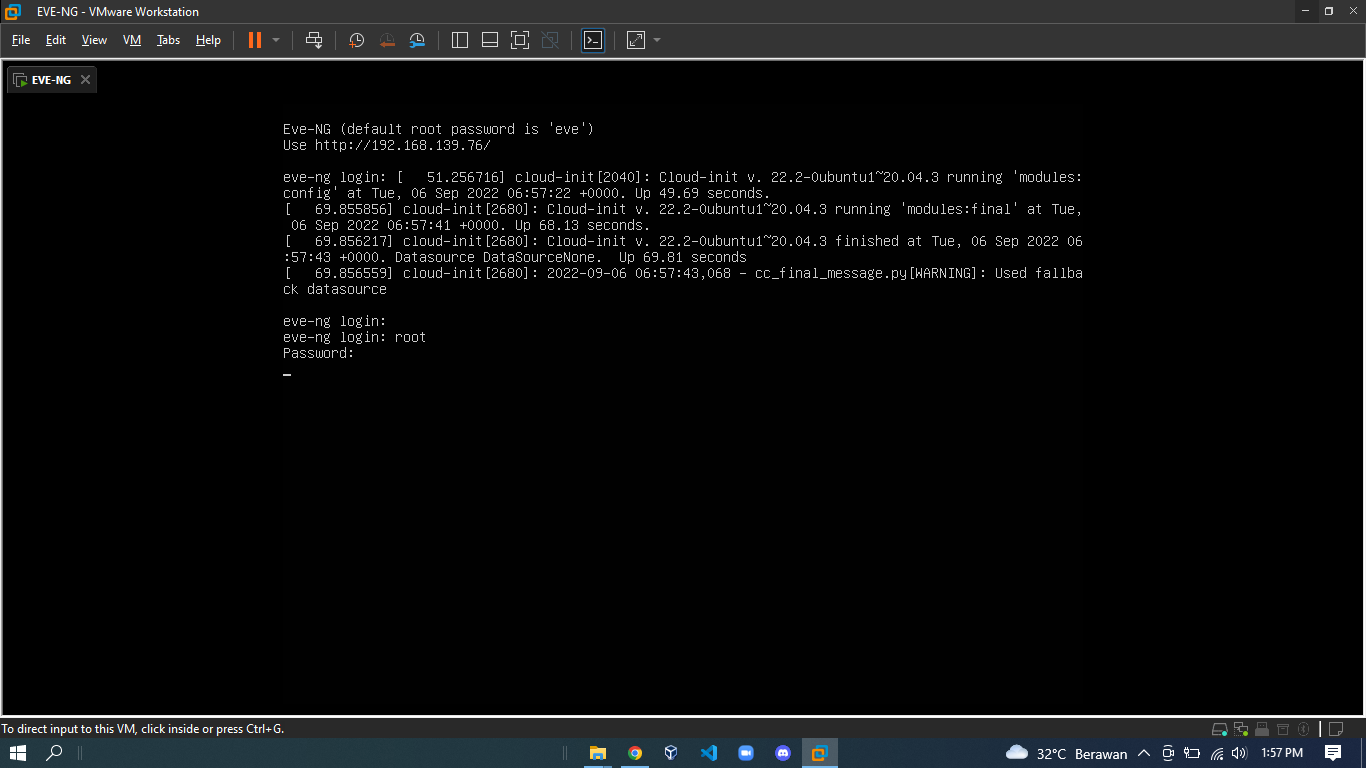 EVE-NG - VMware Workstation
File Edit View VM Tabs Help
EVE-NG
Eve-NG (default root password is 'eve')
Use http://192.168.139.76/
eve-ng login: [   51.256716] cloud-init[2040]: Cloud-init v. 22.2-0ubuntu1~20.04.3 running 'modules:
config' at Tue, 06 Sep 2022 06:57:22 +0000. Up 49.69 seconds.
[   69.855856] cloud-init[2680]: Cloud-init v. 22.2-0ubuntu1~20.04.3 running 'modules:final' at Tue,
 06 Sep 2022 06:57:41 +0000. Up 68.13 seconds.
[   69.856217] cloud-init[2680]: Cloud-init v. 22.2-0ubuntu1~20.04.3 finished at Tue, 06 Sep 2022 06
:57:43 +0000. Datasource DataSourceNone.  Up 69.81 seconds
[   69.856559] cloud-init[2680]: 2022-09-06 06:57:43,068 - cc_final_message.py[WARNING]: Used fallba
ck datasource
eve-ng login:
eve-ng login: root
Password:
To direct input to this VM, click inside or press Ctrl+G.
32°C Berawan 1:57 PM